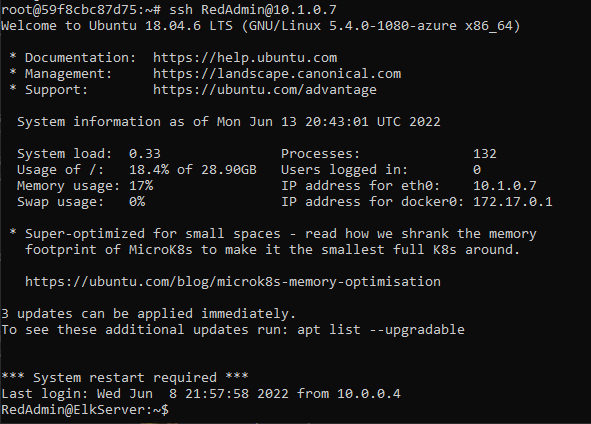 root@59f8cbc87d75:~# ssh RedAdmin@10.1.0.7
Welcome to Ubuntu 18.04.6 LTS (GNU/Linux 5.4.0-1080-azure x86_64)

 * Documentation:  https://help.ubuntu.com
 * Management:     https://landscape.canonical.com
 * Support:        https://ubuntu.com/advantage

  System information as of Mon Jun 13 20:43:01 UTC 2022

  System load:  0.33               Processes:              132
  Usage of /:   18.4% of 28.90GB   Users logged in:        0
  Memory usage: 17%                IP address for eth0:    10.1.0.7
  Swap usage:   0%                 IP address for docker0: 172.17.0.1

 * Super-optimized for small spaces - read how we shrank the memory
   footprint of MicroK8s to make it the smallest full K8s around.

   https://ubuntu.com/blog/microk8s-memory-optimisation

3 updates can be applied immediately.
To see these additional updates run: apt list --upgradable


*** System restart required ***
Last login: Wed Jun  8 21:57:58 2022 from 10.0.0.4
RedAdmin@ElkServer:~$